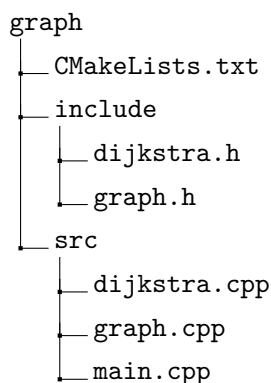 graph
CMakeLists.txt
include
dijkstra.h
graph.h
src
dijkstra.cpp
graph.cpp
main.cpp